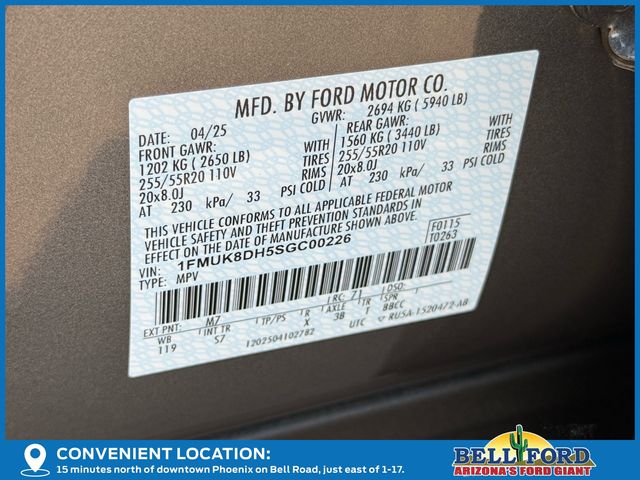 MFD. BY FORD MOTOR CO.
DATE: 04/25
GVWR: 2694 KG ( 5940 LB)
FRONT GAWR: WITH
1202 KG ( 2650 LB) TIRES
255/55R20 110V RIMS
20x8.0J
AT 230 kPa/ 33 PSI COLD
REAR GAWR: WITH
1560 KG ( 3440 LB) TIRES
255/55R20 110V RIMS
20x8.0J
AT 230 kPa/ 33 PSI COLD
THIS VEHICLE CONFORMS TO ALL APPLICABLE FEDERAL MOTOR
VEHICLE SAFETY AND THEFT PREVENTION STANDARDS IN
EFFECT ON THE DATE OF MANUFACTURE SHOWN ABOVE.
VIN: 1FMUK8DH5SGC00226
TYPE: MPV
F0115
T0263
EXT PNT: M7 LRC: 71 DSO:
WB INT TR TP/PS R AXLE TR SPR
119 S7 X 3B T BBCC
1202504102782 UTC RU5A-1520472-AB
CONVENIENT LOCATION:
15 minutes north of downtown Phoenix on Bell Road, just east of 1-17.
BELL FORD
ARIZONA'S FORD GIANT